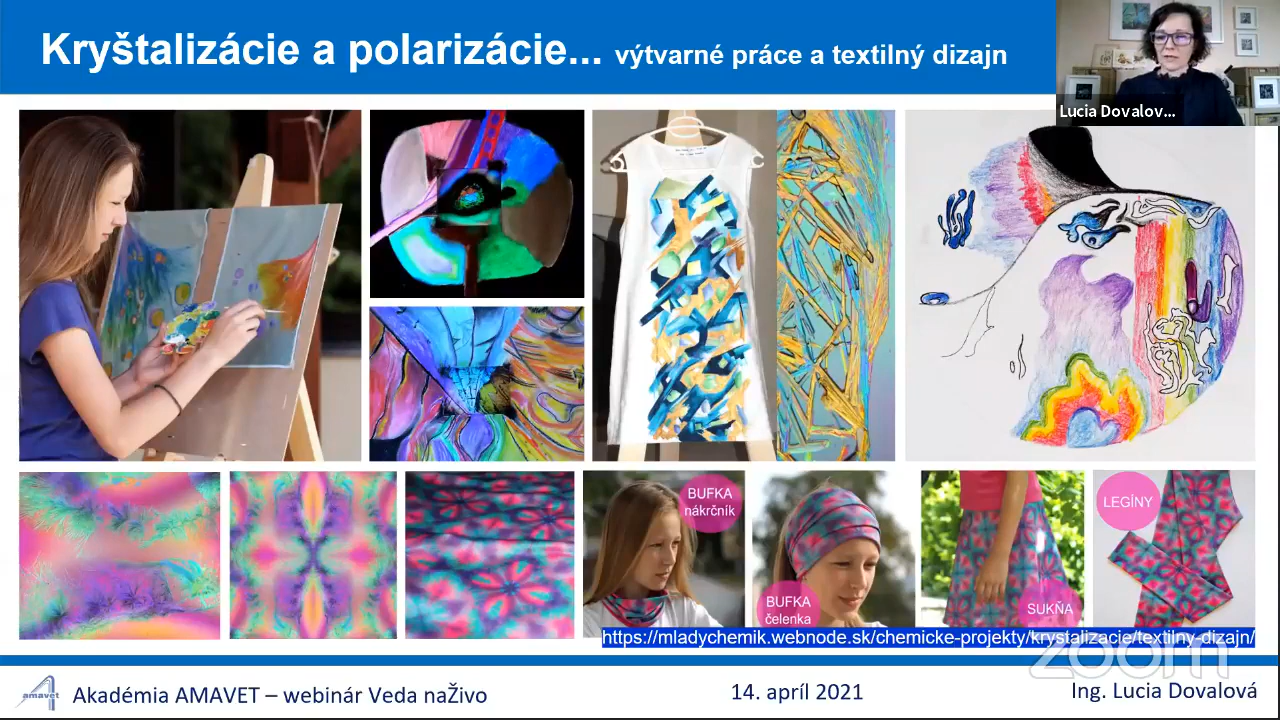 Kryštalizácie a polarizácie... výtvarné práce a textilný dizajn
Lucia Dovalov...
BUFKA
nákrčník
BUFKA
čelenka
SUKŇA
LEGÍNY
https://mladychemik.webnode.sk/chemicke-projekty/krystalizacie/textilny-dizajn/
zoom
amavet
Akadémia AMAVET – webinár Veda naŽivo
14. apríl 2021
Ing. Lucia Dovalová